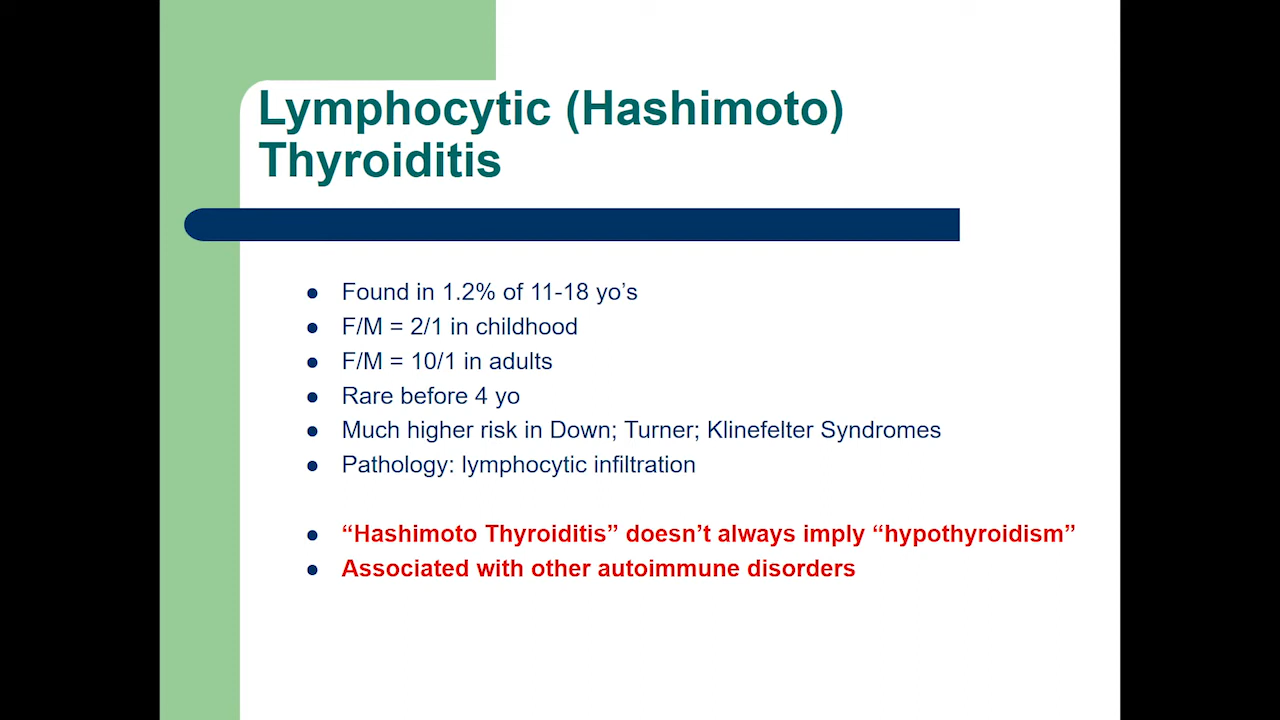 Lymphocytic (Hashimoto)
Thyroiditis
● Found in 1.2% of 11-18 yo’s
● F/M = 2/1 in childhood
● F/M = 10/1 in adults
● Rare before 4 yo
● Much higher risk in Down; Turner; Klinefelter Syndromes
● Pathology: lymphocytic infiltration
● “Hashimoto Thyroiditis” doesn’t always imply “hypothyroidism”
● Associated with other autoimmune disorders